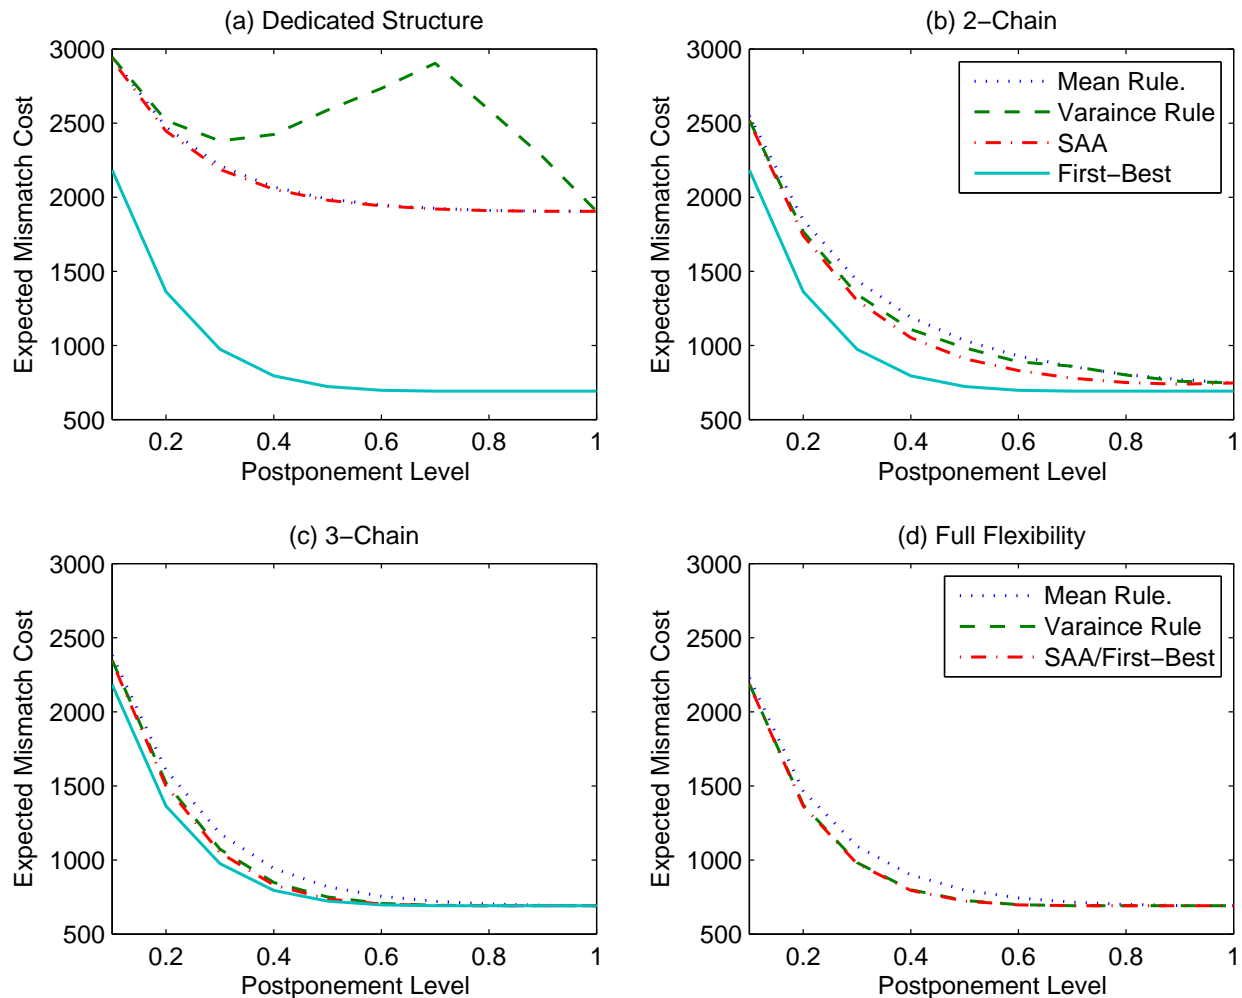 (a) Dedicated Structure
3000
2500
2000
1500
1000
500
Expected Mismatch Cost
0.2
0.4
0.6
0.8
1
Postponement Level
(b) 2−Chain
3000
2500
2000
1500
1000
500
Expected Mismatch Cost
Mean Rule.
Varaince Rule
SAA
First−Best
0.2
0.4
0.6
0.8
1
Postponement Level
(c) 3−Chain
3000
2500
2000
1500
1000
500
Expected Mismatch Cost
0.2
0.4
0.6
0.8
1
Postponement Level
(d) Full Flexibility
3000
2500
2000
1500
1000
500
Expected Mismatch Cost
Mean Rule.
Varaince Rule
SAA/First−Best
0.2
0.4
0.6
0.8
1
Postponement Level